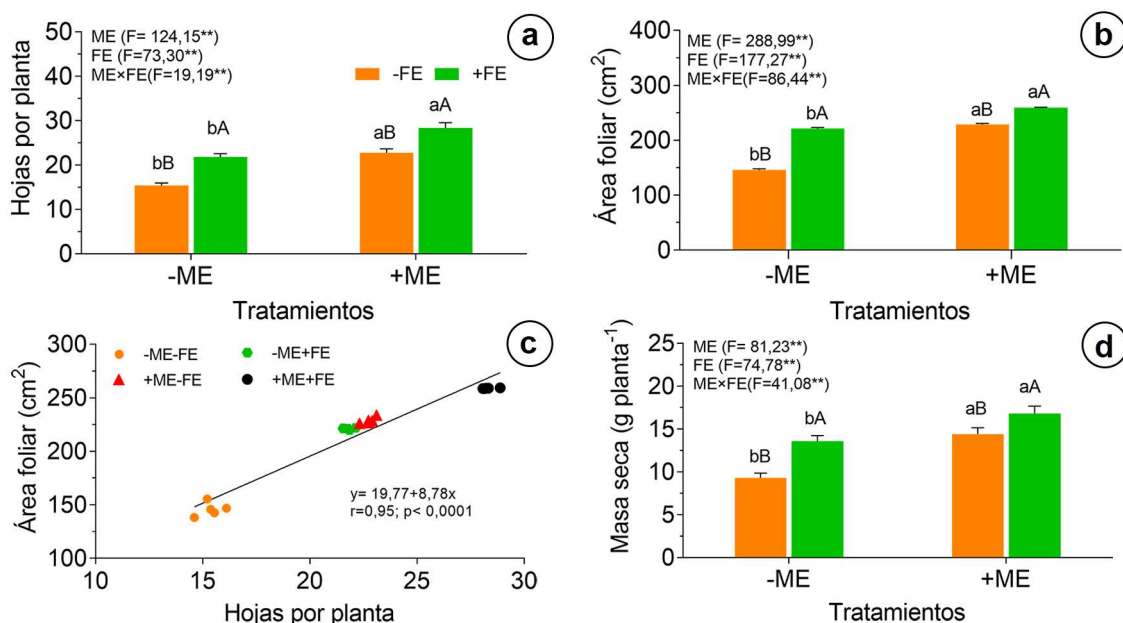 a
ME (F= 124,15**)
FE (F=73,30**)
ME×FE(F=19,19**)
-FE
+FE
Hojas por planta
50
40
30
20
10
0
bB
bA
aB
aA
-ME
+ME
Tratamientos
b
ME (F= 288,99**)
FE (F=177,27**)
ME×FE(F=86,44**)
Área foliar (cm²)
400
300
200
100
0
bB
bA
aB
aA
-ME
+ME
Tratamientos
c
-ME-FE
-ME+FE
+ME-FE
+ME+FE
Área foliar (cm²)
300
250
200
150
100
y= 19,77+8,78x
r=0,95; p< 0,0001
10
15
20
25
30
Hojas por planta
d
ME (F= 81,23**)
FE (F=74,78**)
ME×FE(F=41,08**)
Masa seca (g planta⁻¹)
25
20
15
10
5
0
bB
bA
aB
aA
-ME
+ME
Tratamientos